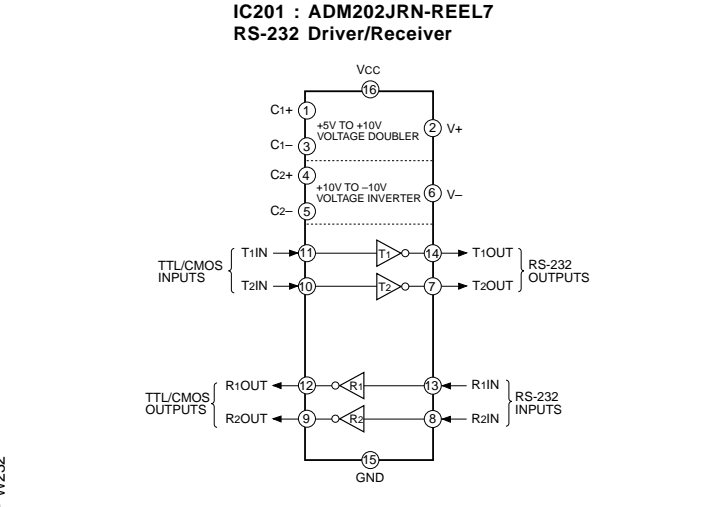 IC201 : ADM202JRN-REEL7
RS-232 Driver/Receiver
VCC
16
C1+ 1
+5V TO +10V
VOLTAGE DOUBLER
2 V+
C1– 3
C2+ 4
+10V TO –10V
VOLTAGE INVERTER
6 V–
C2– 5
TTL/CMOS
INPUTS
T1IN 11 T1 14 T1OUT
T2IN 10 T2 7 T2OUT
RS-232
OUTPUTS
TTL/CMOS
OUTPUTS
R1OUT 12 R1 13 R1IN
R2OUT 9 R2 8 R2IN
RS-232
INPUTS
15
GND